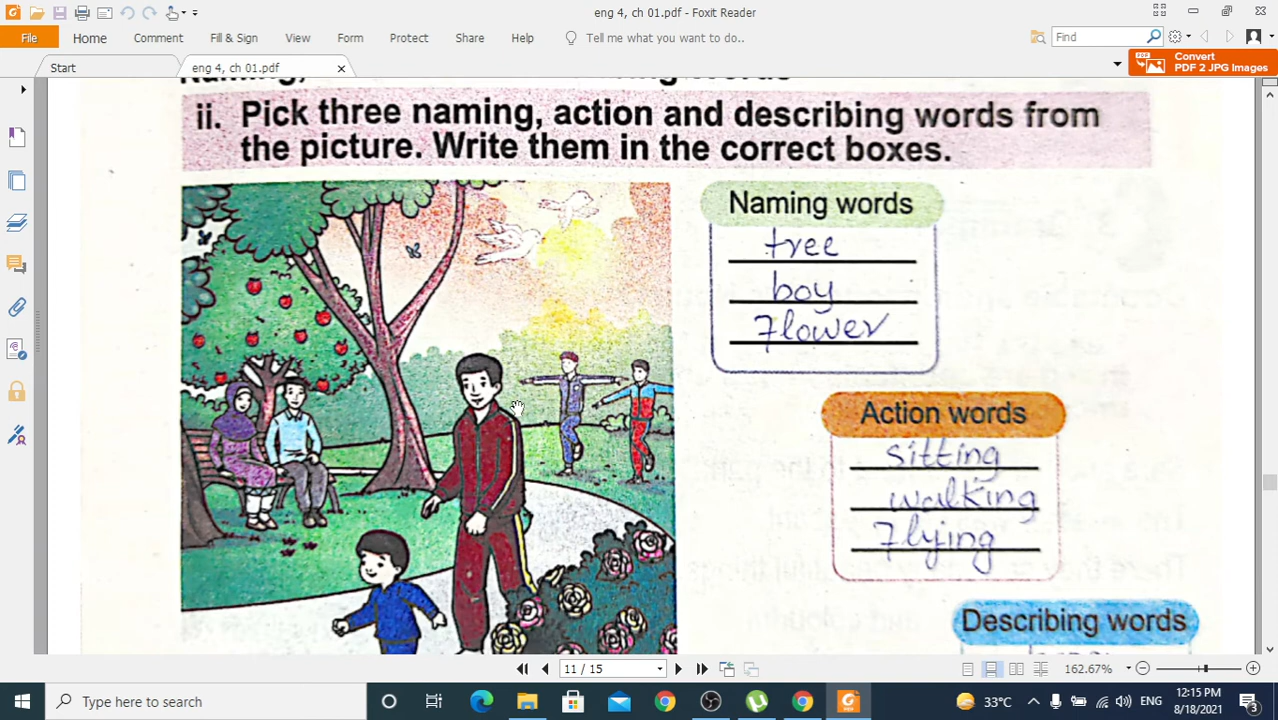 eng 4, ch 01.pdf - Foxit Reader
File Home Comment Fill & Sign View Form Protect Share Help Tell me what you want to do.. Find
Start eng 4, ch 01.pdf
Convert
PDF 2 JPG Images
ii. Pick three naming, action and describing words from
the picture. Write them in the correct boxes.
Naming words
tree
boy
flower
Action words
sitting
walking
flying
Describing words
11 / 15 162.67%
Type here to search 33°C ENG 12:15 PM
8/18/2021
3